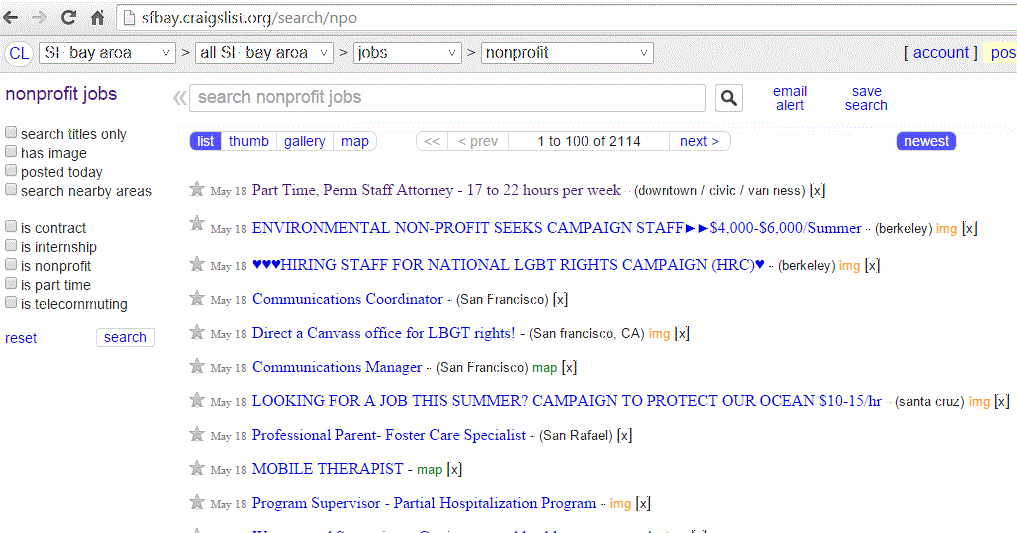 sfbay.craigslist.org/search/npo
CL SF bay area > all SF bay area > jobs > nonprofit [ account ] pos
nonprofit jobs
search titles only
has image
posted today
search nearby areas
is contract
is internship
is nonprofit
is part time
is telecommuting
reset search
« search nonprofit jobs email alert save search
list thumb gallery map << < prev 1 to 100 of 2114 next > newest
May 18 Part Time, Perm Staff Attorney - 17 to 22 hours per week - (downtown / civic / van ness) [x]
May 18 ENVIRONMENTAL NON-PROFIT SEEKS CAMPAIGN STAFF►►$4,000-$6,000/Summer - (berkeley) img [x]
May 18 ♥♥♥HIRING STAFF FOR NATIONAL LGBT RIGHTS CAMPAIGN (HRC)♥ - (berkeley) img [x]
May 18 Communications Coordinator - (San Francisco) [x]
May 18 Direct a Canvass office for LBGT rights! - (San francisco, CA) img [x]
May 18 Communications Manager - (San Francisco) map [x]
May 18 LOOKING FOR A JOB THIS SUMMER? CAMPAIGN TO PROTECT OUR OCEAN $10-15/hr - (santa cruz) img [x]
May 18 Professional Parent- Foster Care Specialist - (San Rafael) [x]
May 18 MOBILE THERAPIST - map [x]
May 18 Program Supervisor - Partial Hospitalization Program - img [x]